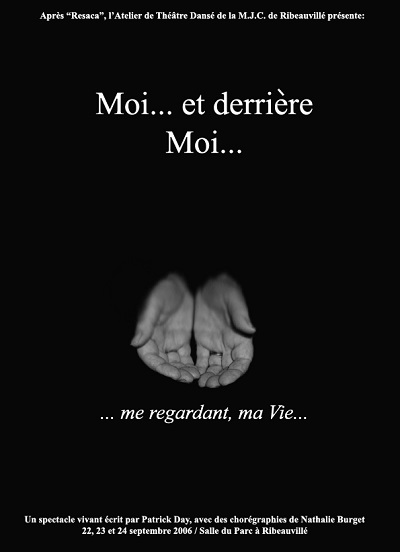 Après “Resaca”, l’Atelier de Théâtre Dansé de la M.J.C. de Ribeauvillé présente:
Moi... et derrière
Moi...
... me regardant, ma Vie...
Un spectacle vivant écrit par Patrick Day, avec des chorégraphies de Nathalie Burget
22, 23 et 24 septembre 2006 / Salle du Parc à Ribeauvillé